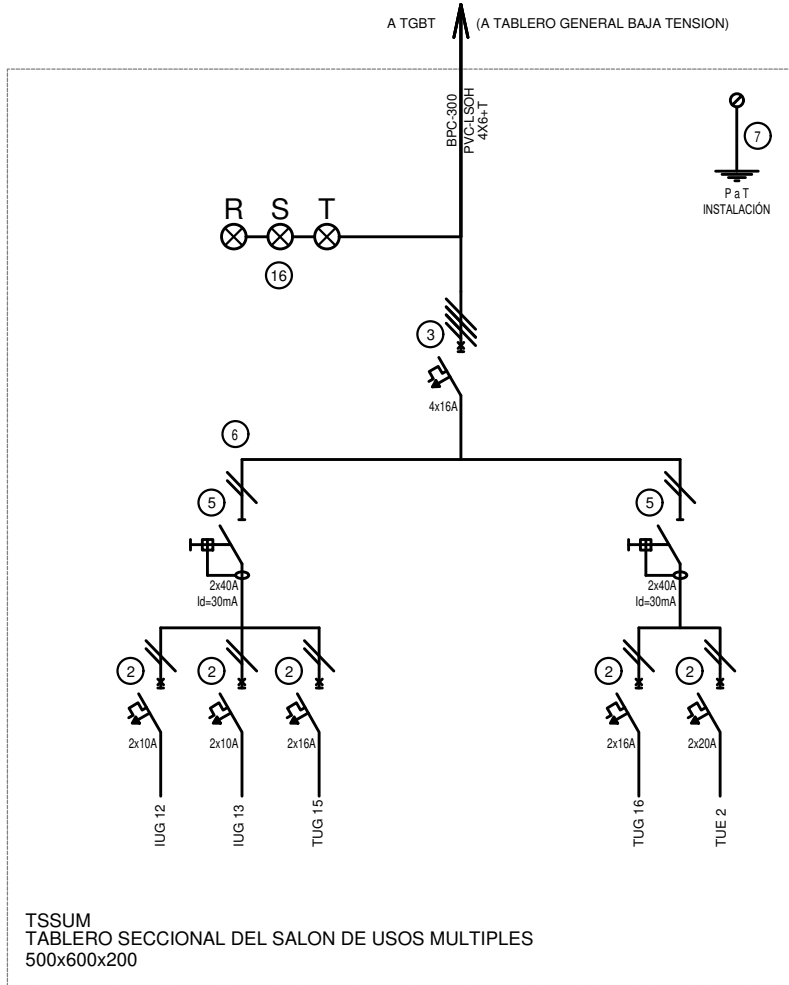 A TGBT
(A TABLERO GENERAL BAJA TENSION)
BPC-300
PVC-LSOH
4X6+T
7
P a T
INSTALACIÓN
R S T
16
3
4x16A
6
5
2x40A
Id=30mA
5
2x40A
Id=30mA
2
2
2
2
2
2x10A
2x10A
2x16A
2x16A
2x20A
IUG 12
IUG 13
TUG 15
TUG 16
TUE 2
TSSUM
TABLERO SECCIONAL DEL SALON DE USOS MULTIPLES
500x600x200